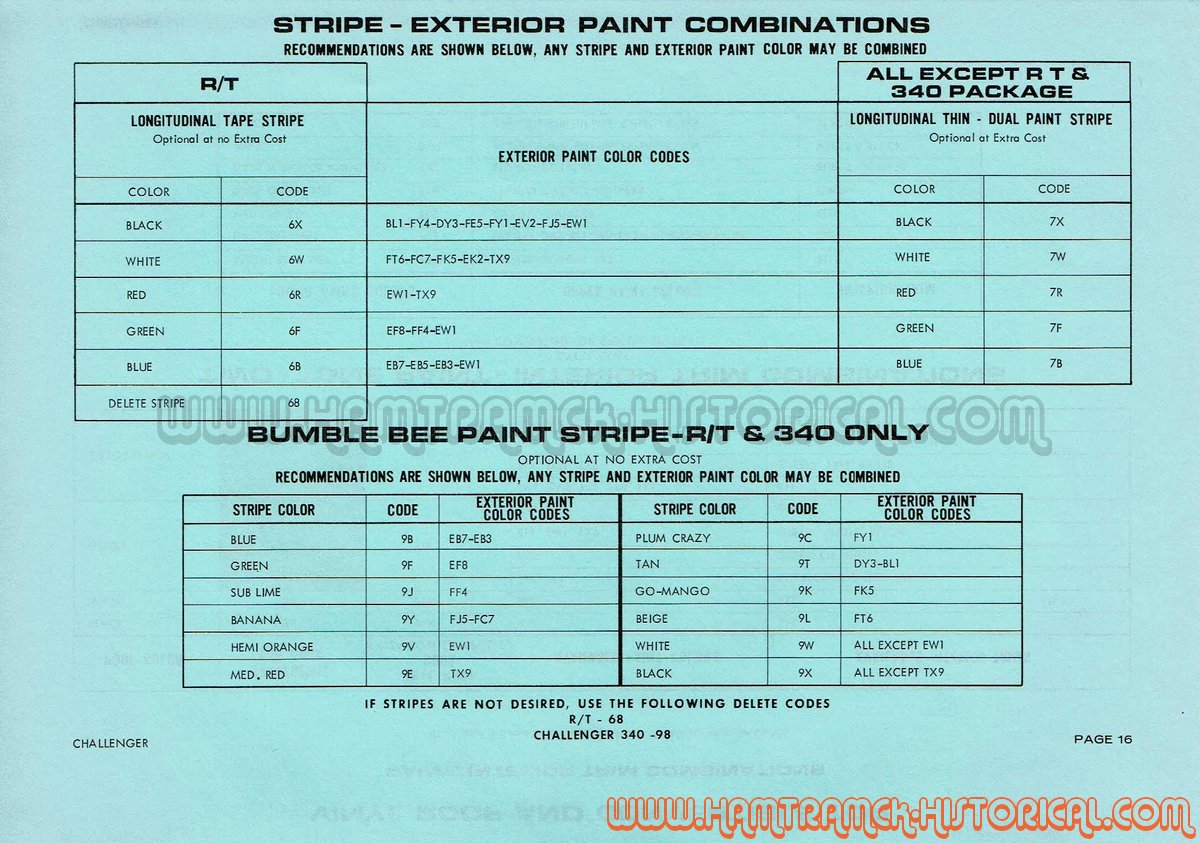 STRIPE - EXTERIOR PAINT COMBINATIONS
RECOMMENDATIONS ARE SHOWN BELOW, ANY STRIPE AND EXTERIOR PAINT COLOR MAY BE COMBINED
R/T
ALL EXCEPT R T &
340 PACKAGE
LONGITUDINAL TAPE STRIPE
Optional at no Extra Cost
EXTERIOR PAINT COLOR CODES
LONGITUDINAL THIN - DUAL PAINT STRIPE
Optional at Extra Cost
COLOR CODE COLOR CODE
BLACK 6X BL1-FY4-DY3-FE5-FY1-EV2-FJ5-EW1 BLACK 7X
WHITE 6W FT6-FC7-FK5-EK2-TX9 WHITE 7W
RED 6R EW1-TX9 RED 7R
GREEN 6F EF8-FF4-EW1 GREEN 7F
BLUE 6B EB7-EB5-EB3-EW1 BLUE 7B
DELETE STRIPE 68
www.Hamtramck-Historical.com
BUMBLE BEE PAINT STRIPE-R/T & 340 ONLY
OPTIONAL AT NO EXTRA COST
RECOMMENDATIONS ARE SHOWN BELOW, ANY STRIPE AND EXTERIOR PAINT COLOR MAY BE COMBINED
STRIPE COLOR CODE EXTERIOR PAINT COLOR CODES STRIPE COLOR CODE EXTERIOR PAINT COLOR CODES
BLUE 9B EB7-EB3 PLUM CRAZY 9C FY1
GREEN 9F EF8 TAN 9T DY3-BL1
SUB LIME 9J FF4 GO-MANGO 9K FK5
BANANA 9Y FJ5-FC7 BEIGE 9L FT6
HEMI ORANGE 9V EW1 WHITE 9W ALL EXCEPT EW1
MED. RED 9E TX9 BLACK 9X ALL EXCEPT TX9
IF STRIPES ARE NOT DESIRED, USE THE FOLLOWING DELETE CODES
R/T - 68
CHALLENGER 340 -98
CHALLENGER
PAGE 16
www.Hamtramck-Historical.com